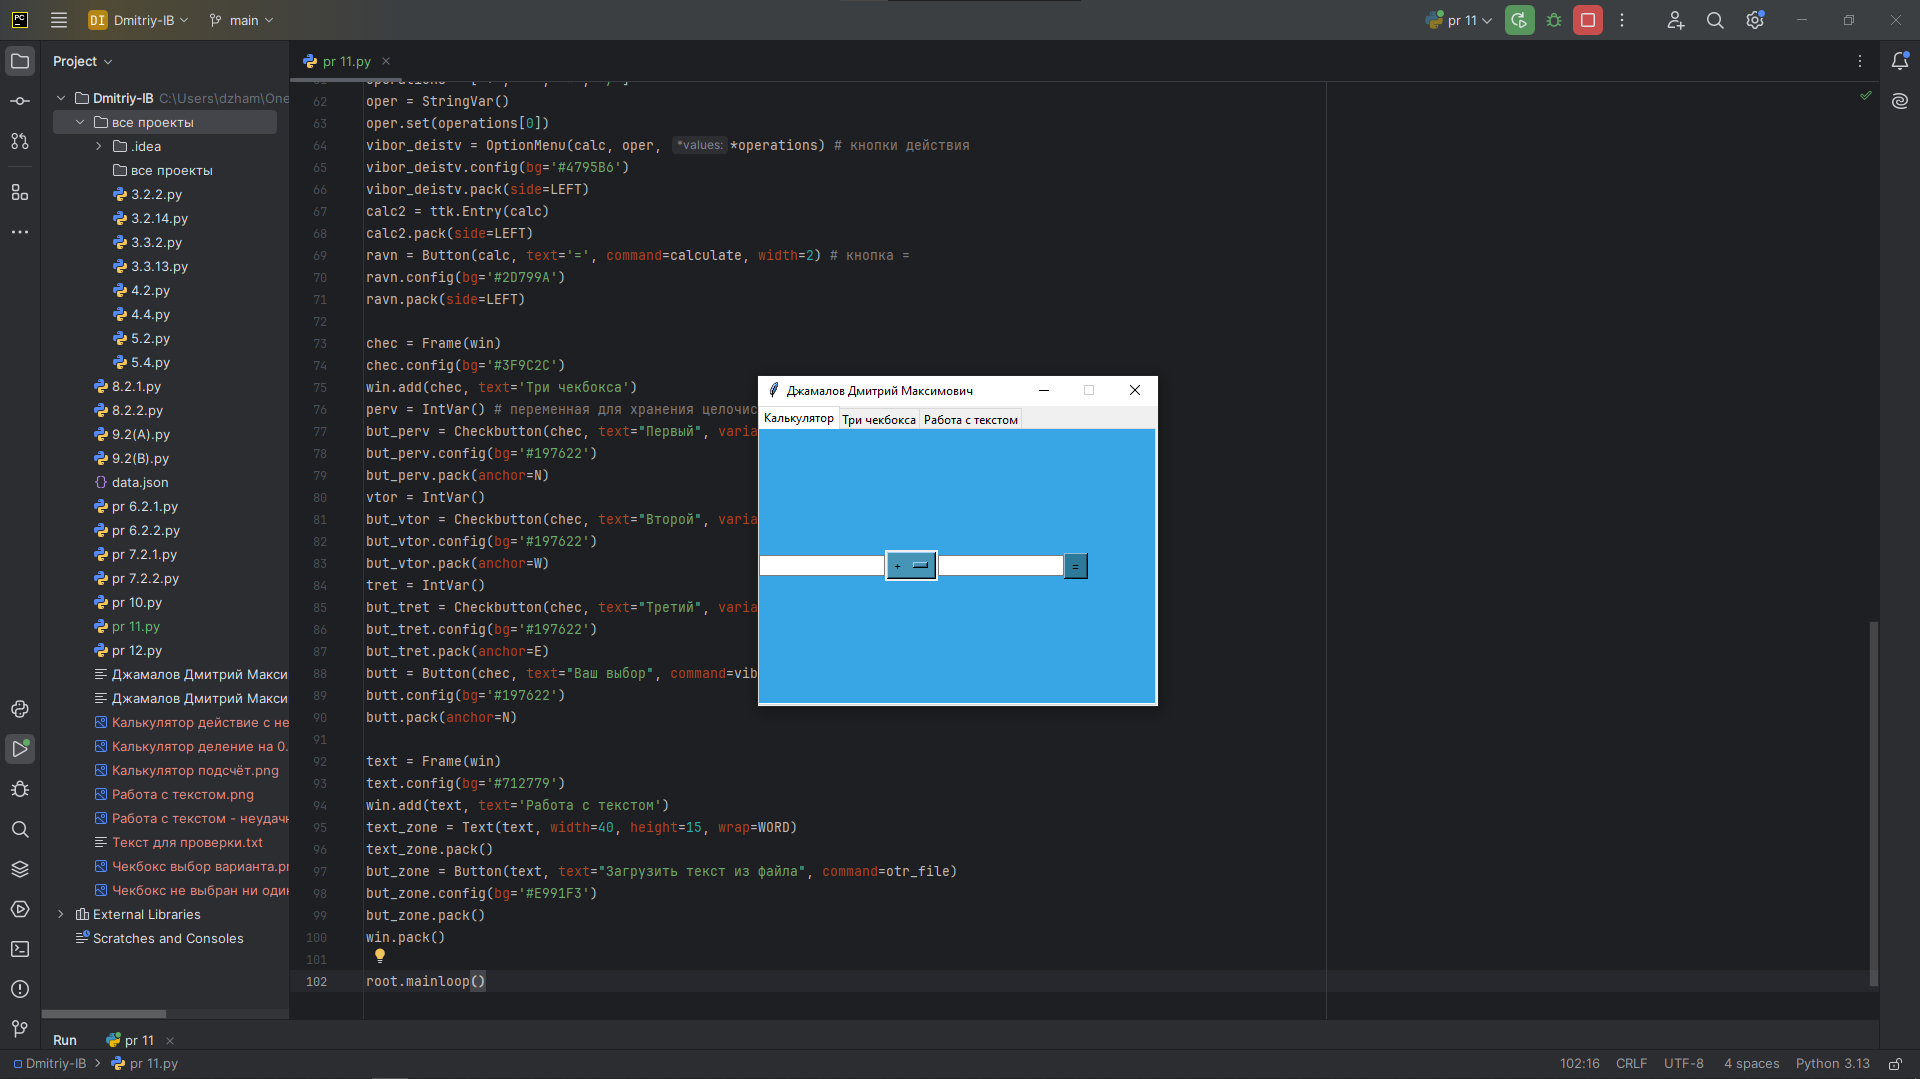 PC
DI Dmitriy-IB
main
pr 11
Project
pr 11.py
Dmitriy-IB C:\Users\dzham\One
все проекты
.idea
все проекты
3.2.2.py
3.2.14.py
3.3.2.py
3.3.13.py
4.2.py
4.4.py
5.2.py
5.4.py
8.2.1.py
8.2.2.py
9.2(A).py
9.2(B).py
data.json
pr 6.2.1.py
pr 6.2.2.py
pr 7.2.1.py
pr 7.2.2.py
pr 10.py
pr 11.py
pr 12.py
Джамалов Дмитрий Макси
Джамалов Дмитрий Макси
Калькулятор действие с не
Калькулятор деление на 0.
Калькулятор подсчёт.png
Работа с текстом.png
Работа с текстом - неудач
Текст для проверки.txt
Чекбокс выбор варианта.p
Чекбокс не выбран ни оди
External Libraries
Scratches and Consoles
62 oper = StringVar()
63 oper.set(operations[0])
64 vibor_deistv = OptionMenu(calc, oper, *values: *operations) # кнопки действия
65 vibor_deistv.config(bg='#4795B6')
66 vibor_deistv.pack(side=LEFT)
67 calc2 = ttk.Entry(calc)
68 calc2.pack(side=LEFT)
69 ravn = Button(calc, text='=', command=calculate, width=2) # кнопка =
70 ravn.config(bg='#2D799A')
71 ravn.pack(side=LEFT)
72
73 chec = Frame(win)
74 chec.config(bg='#3F9C2C')
75 win.add(chec, text='Три чекбокса')
76 perv = IntVar() # переменная для хранения целочис
77 but_perv = Checkbutton(chec, text="Первый", varia
78 but_perv.config(bg='#197622')
79 but_perv.pack(anchor=N)
80 vtor = IntVar()
81 but_vtor = Checkbutton(chec, text="Второй", varia
82 but_vtor.config(bg='#197622')
83 but_vtor.pack(anchor=W)
84 tret = IntVar()
85 but_tret = Checkbutton(chec, text="Третий", varia
86 but_tret.config(bg='#197622')
87 but_tret.pack(anchor=E)
88 butt = Button(chec, text="Ваш выбор", command=vib
89 butt.config(bg='#197622')
90 butt.pack(anchor=N)
91
92 text = Frame(win)
93 text.config(bg='#712779')
94 win.add(text, text='Работа с текстом')
95 text_zone = Text(text, width=40, height=15, wrap=WORD)
96 text_zone.pack()
97 but_zone = Button(text, text="Загрузить текст из файла", command=otr_file)
98 but_zone.config(bg='#E991F3')
99 but_zone.pack()
100 win.pack()
101
102 root.mainloop()
Джамалов Дмитрий Максимович
Калькулятор Три чекбокса Работа с текстом
+ =
Run pr 11
Dmitriy-IB pr 11.py
102:16 CRLF UTF-8 4 spaces Python 3.13